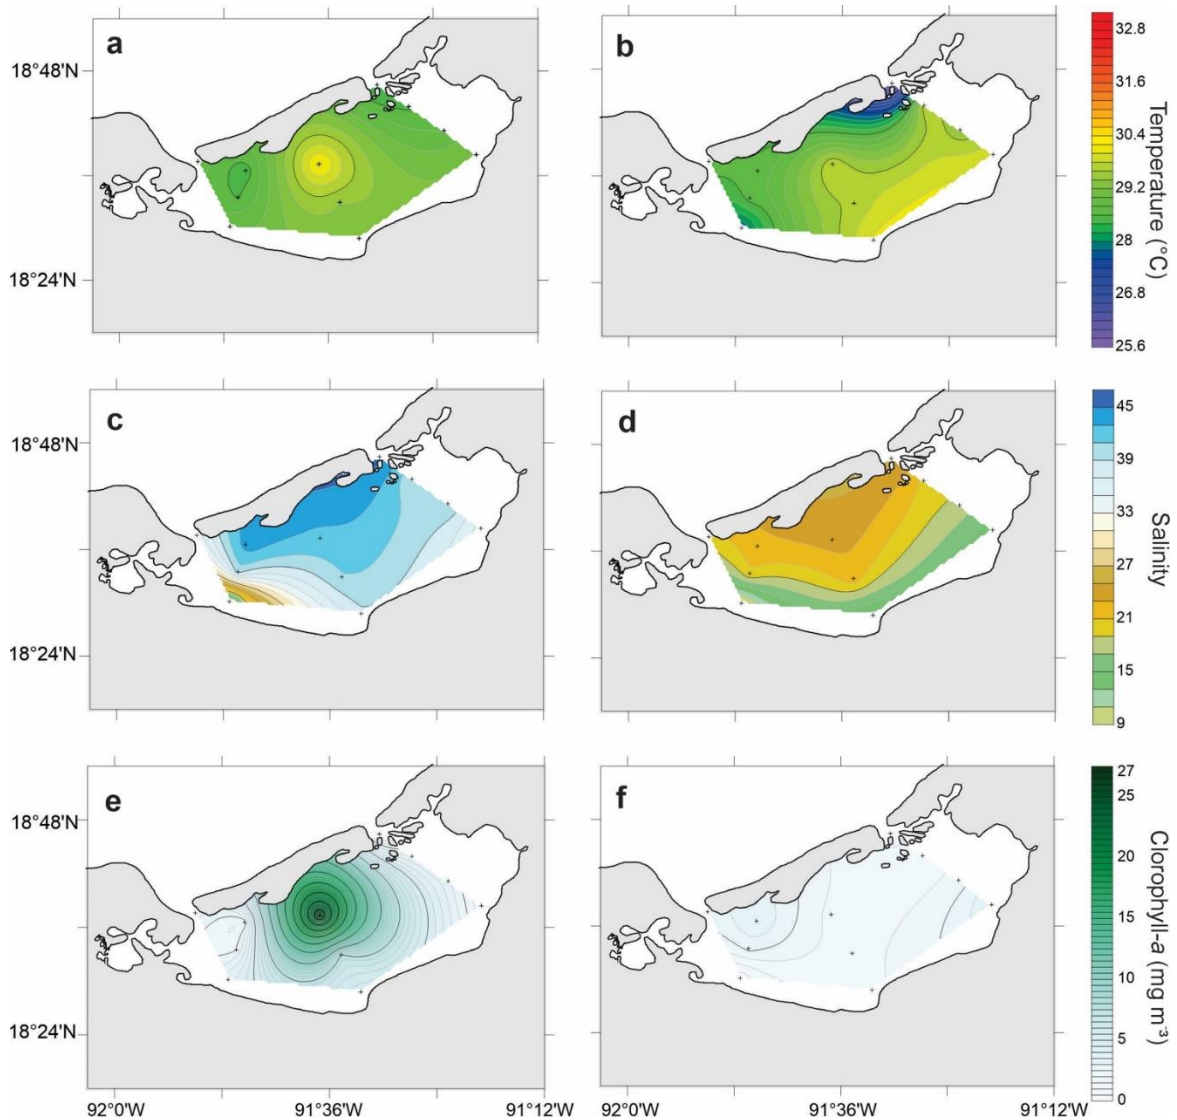 a
b
18°48'N
18°24'N
32.8
31.6
30.4
29.2
28
26.8
25.6
Temperature (°C)
c
d
18°48'N
18°24'N
45
39
33
27
21
15
9
Salinity
e
f
18°48'N
18°24'N
27
25
20
15
10
5
0
Clorophyll-a (mg m⁻³)
92°0'W
91°36'W
91°12'W
92°0'W
91°36'W
91°12'W